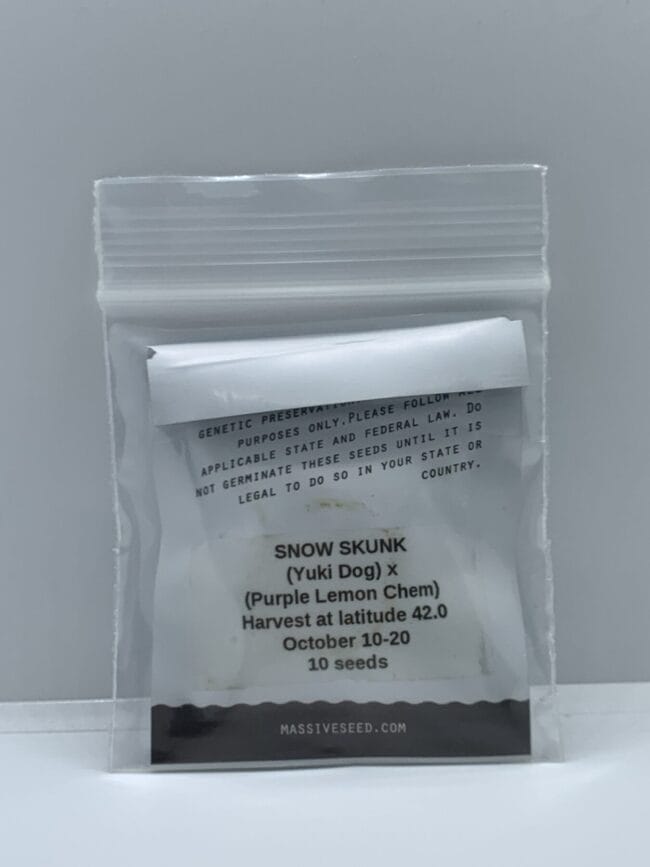 GENETIC PRESERVATION
PURPOSES ONLY.PLEASE FOLLOW ALL
APPLICABLE STATE AND FEDERAL LAW. DO
NOT GERMINATE THESE SEEDS UNTIL IT IS
LEGAL TO DO SO IN YOUR STATE OR
COUNTRY.
SNOW SKUNK
(Yuki Dog) x
(Purple Lemon Chem)
Harvest at latitude 42.0
October 10-20
10 seeds
MASSIVESEED.COM